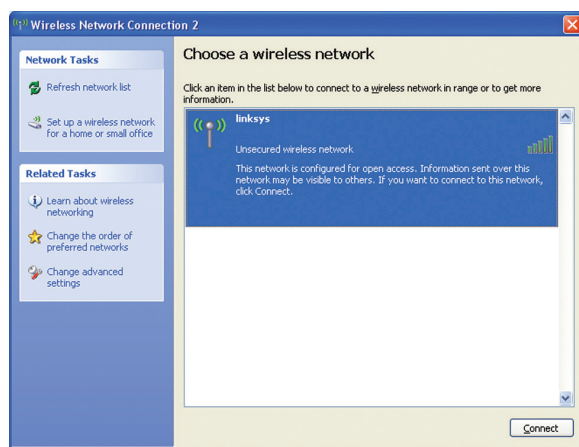 Wireless Network Connection 2
Network Tasks
Refresh network list
Set up a wireless network
for a home or small office
Related Tasks
Learn about wireless
networking
Change the order of
preferred networks
Change advanced
settings
Choose a wireless network
Click an item in the list below to connect to a wireless network in range or to get more
information.
linksys
Unsecured wireless network
This network is configured for open access. Information sent over this
network may be visible to others. If you want to connect to this network,
click Connect.
Connect